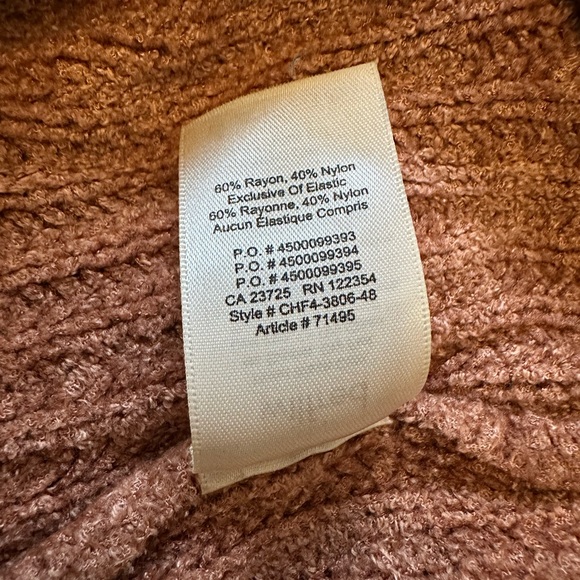 60% Rayon, 40% Nylon
Exclusive Of Elastic
60% Rayonne, 40% Nylon
Aucun Élastique Compris
P.O. # 4500099393
P.O. # 4500099394
P.O. # 4500099395
CA 23725 RN 122354
Style # CHF4-3806-48
Article # 71495